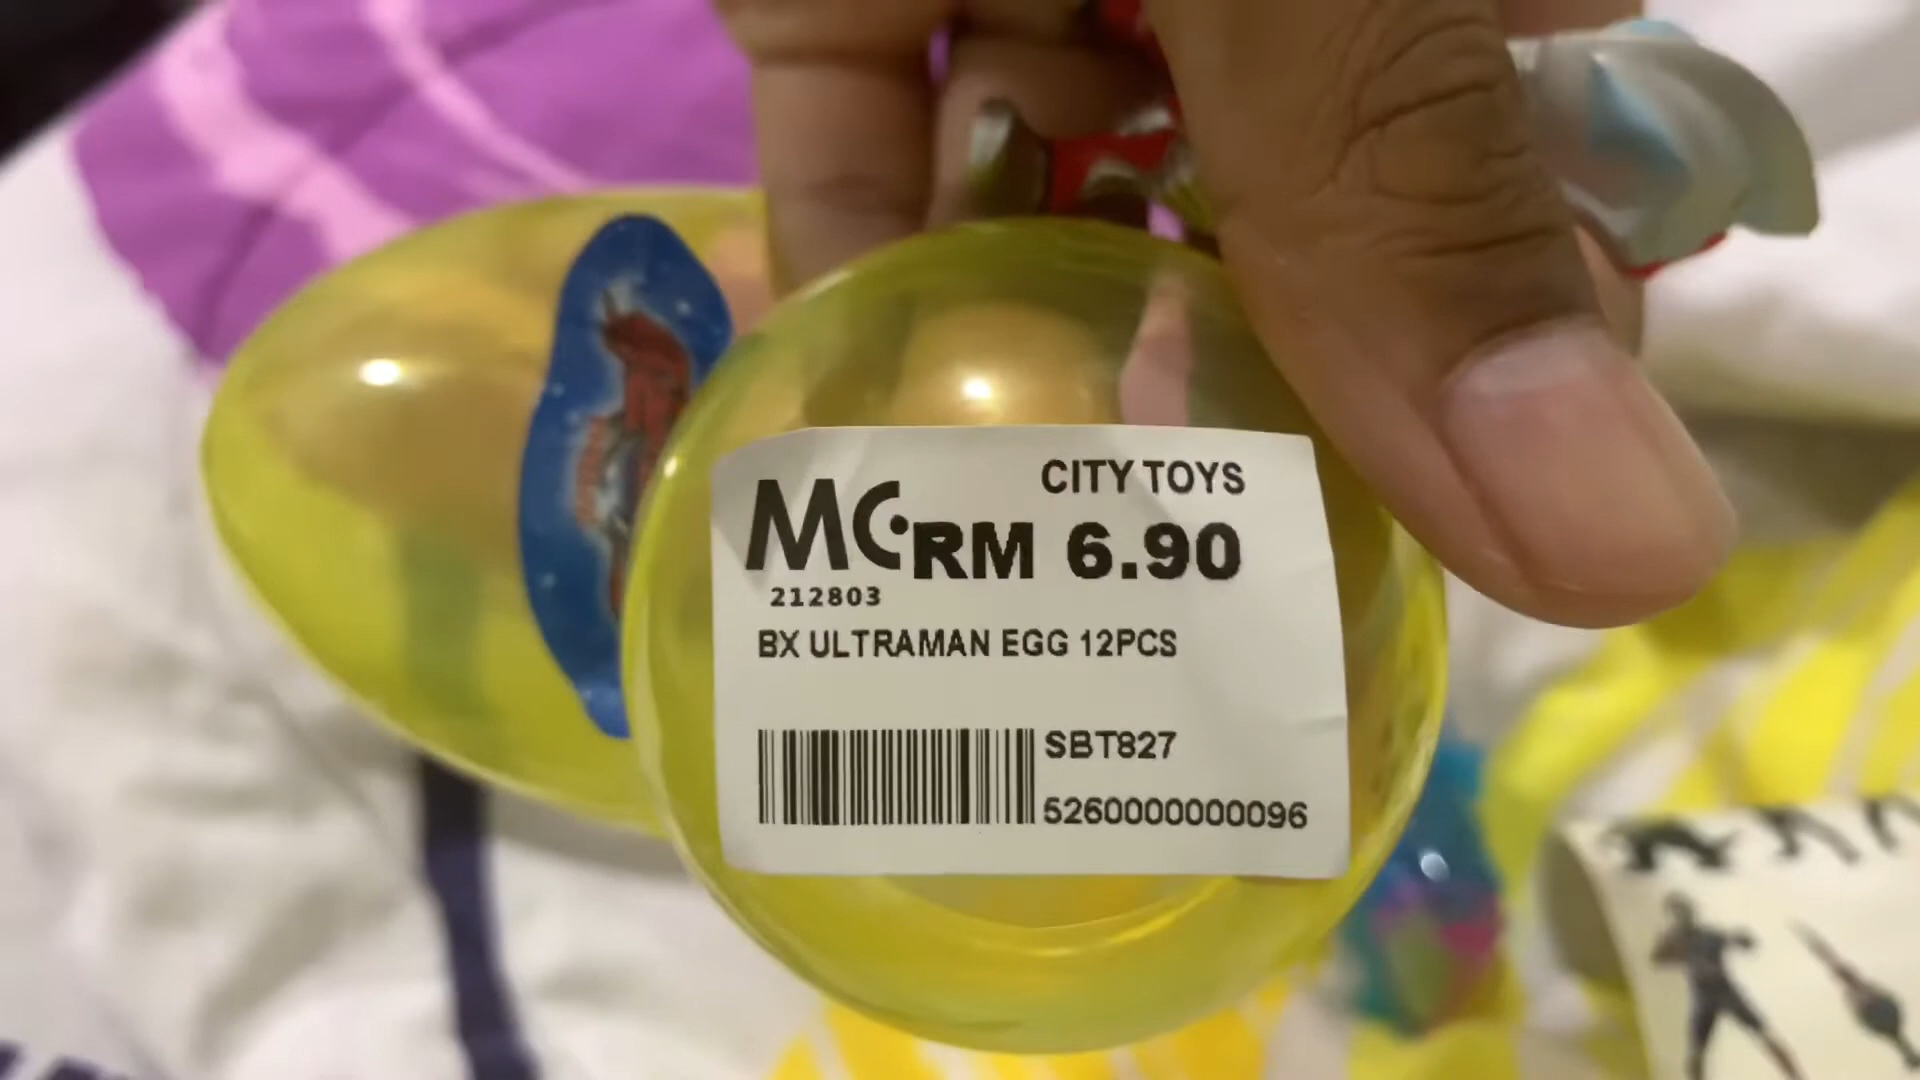 CITY TOYS
MC RM 6.90
212803
BX ULTRAMAN EGG 12PCS
SBT827
5260000000096